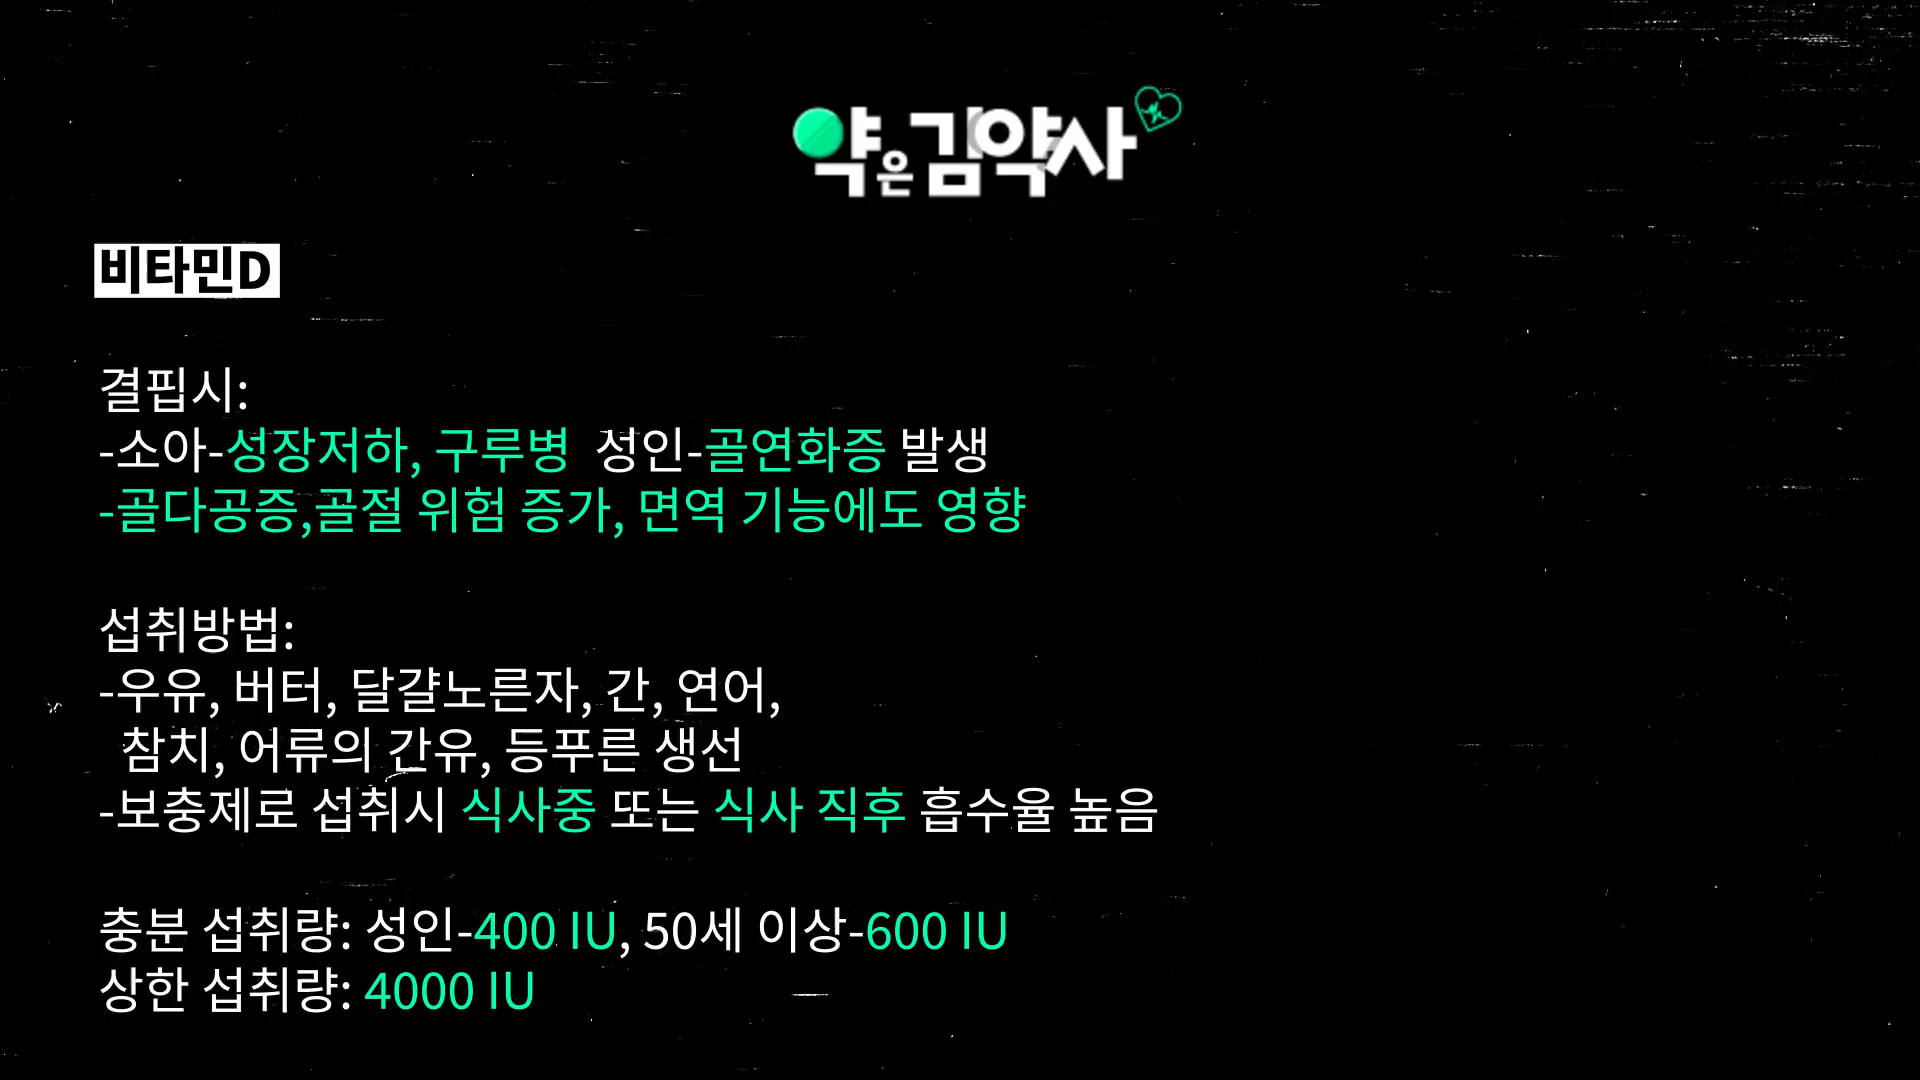 약은 김약사
비타민D
결핍시:
-소아-성장저하, 구루병  성인-골연화증 발생
-골다공증,골절 위험 증가, 면역 기능에도 영향
섭취방법:
-우유, 버터, 달걀노른자, 간, 연어,
참치, 어류의 간유, 등푸른 생선
-보충제로 섭취시 식사중 또는 식사 직후 흡수율 높음
충분 섭취량: 성인-400 IU, 50세 이상-600 IU
상한 섭취량: 4000 IU